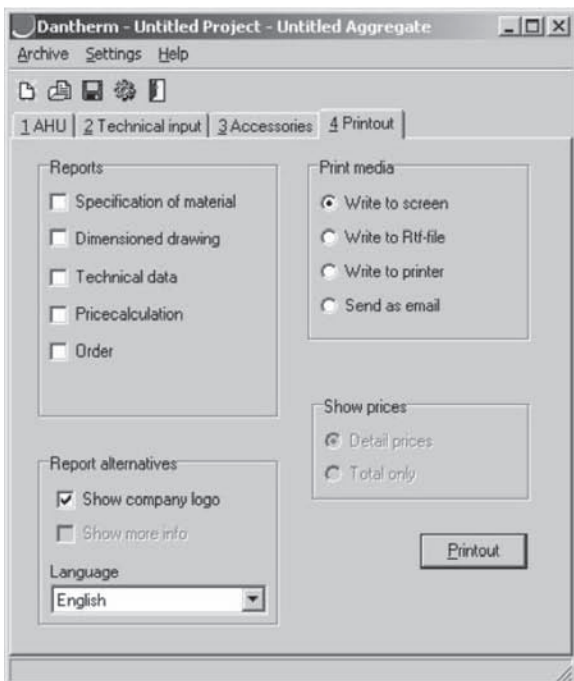 Dantherm - Untitled Project - Untitled Aggregate
Archive Settings Help
1 AHU 2 Technical input 3 Accessories 4 Printout
Reports
Specification of material
Dimensioned drawing
Technical data
Pricecalculation
Order
Print media
Write to screen
Write to Rtf-file
Write to printer
Send as email
Show prices
Detail prices
Total only
Report alternatives
Show company logo
Show more info
Language
English
Printout